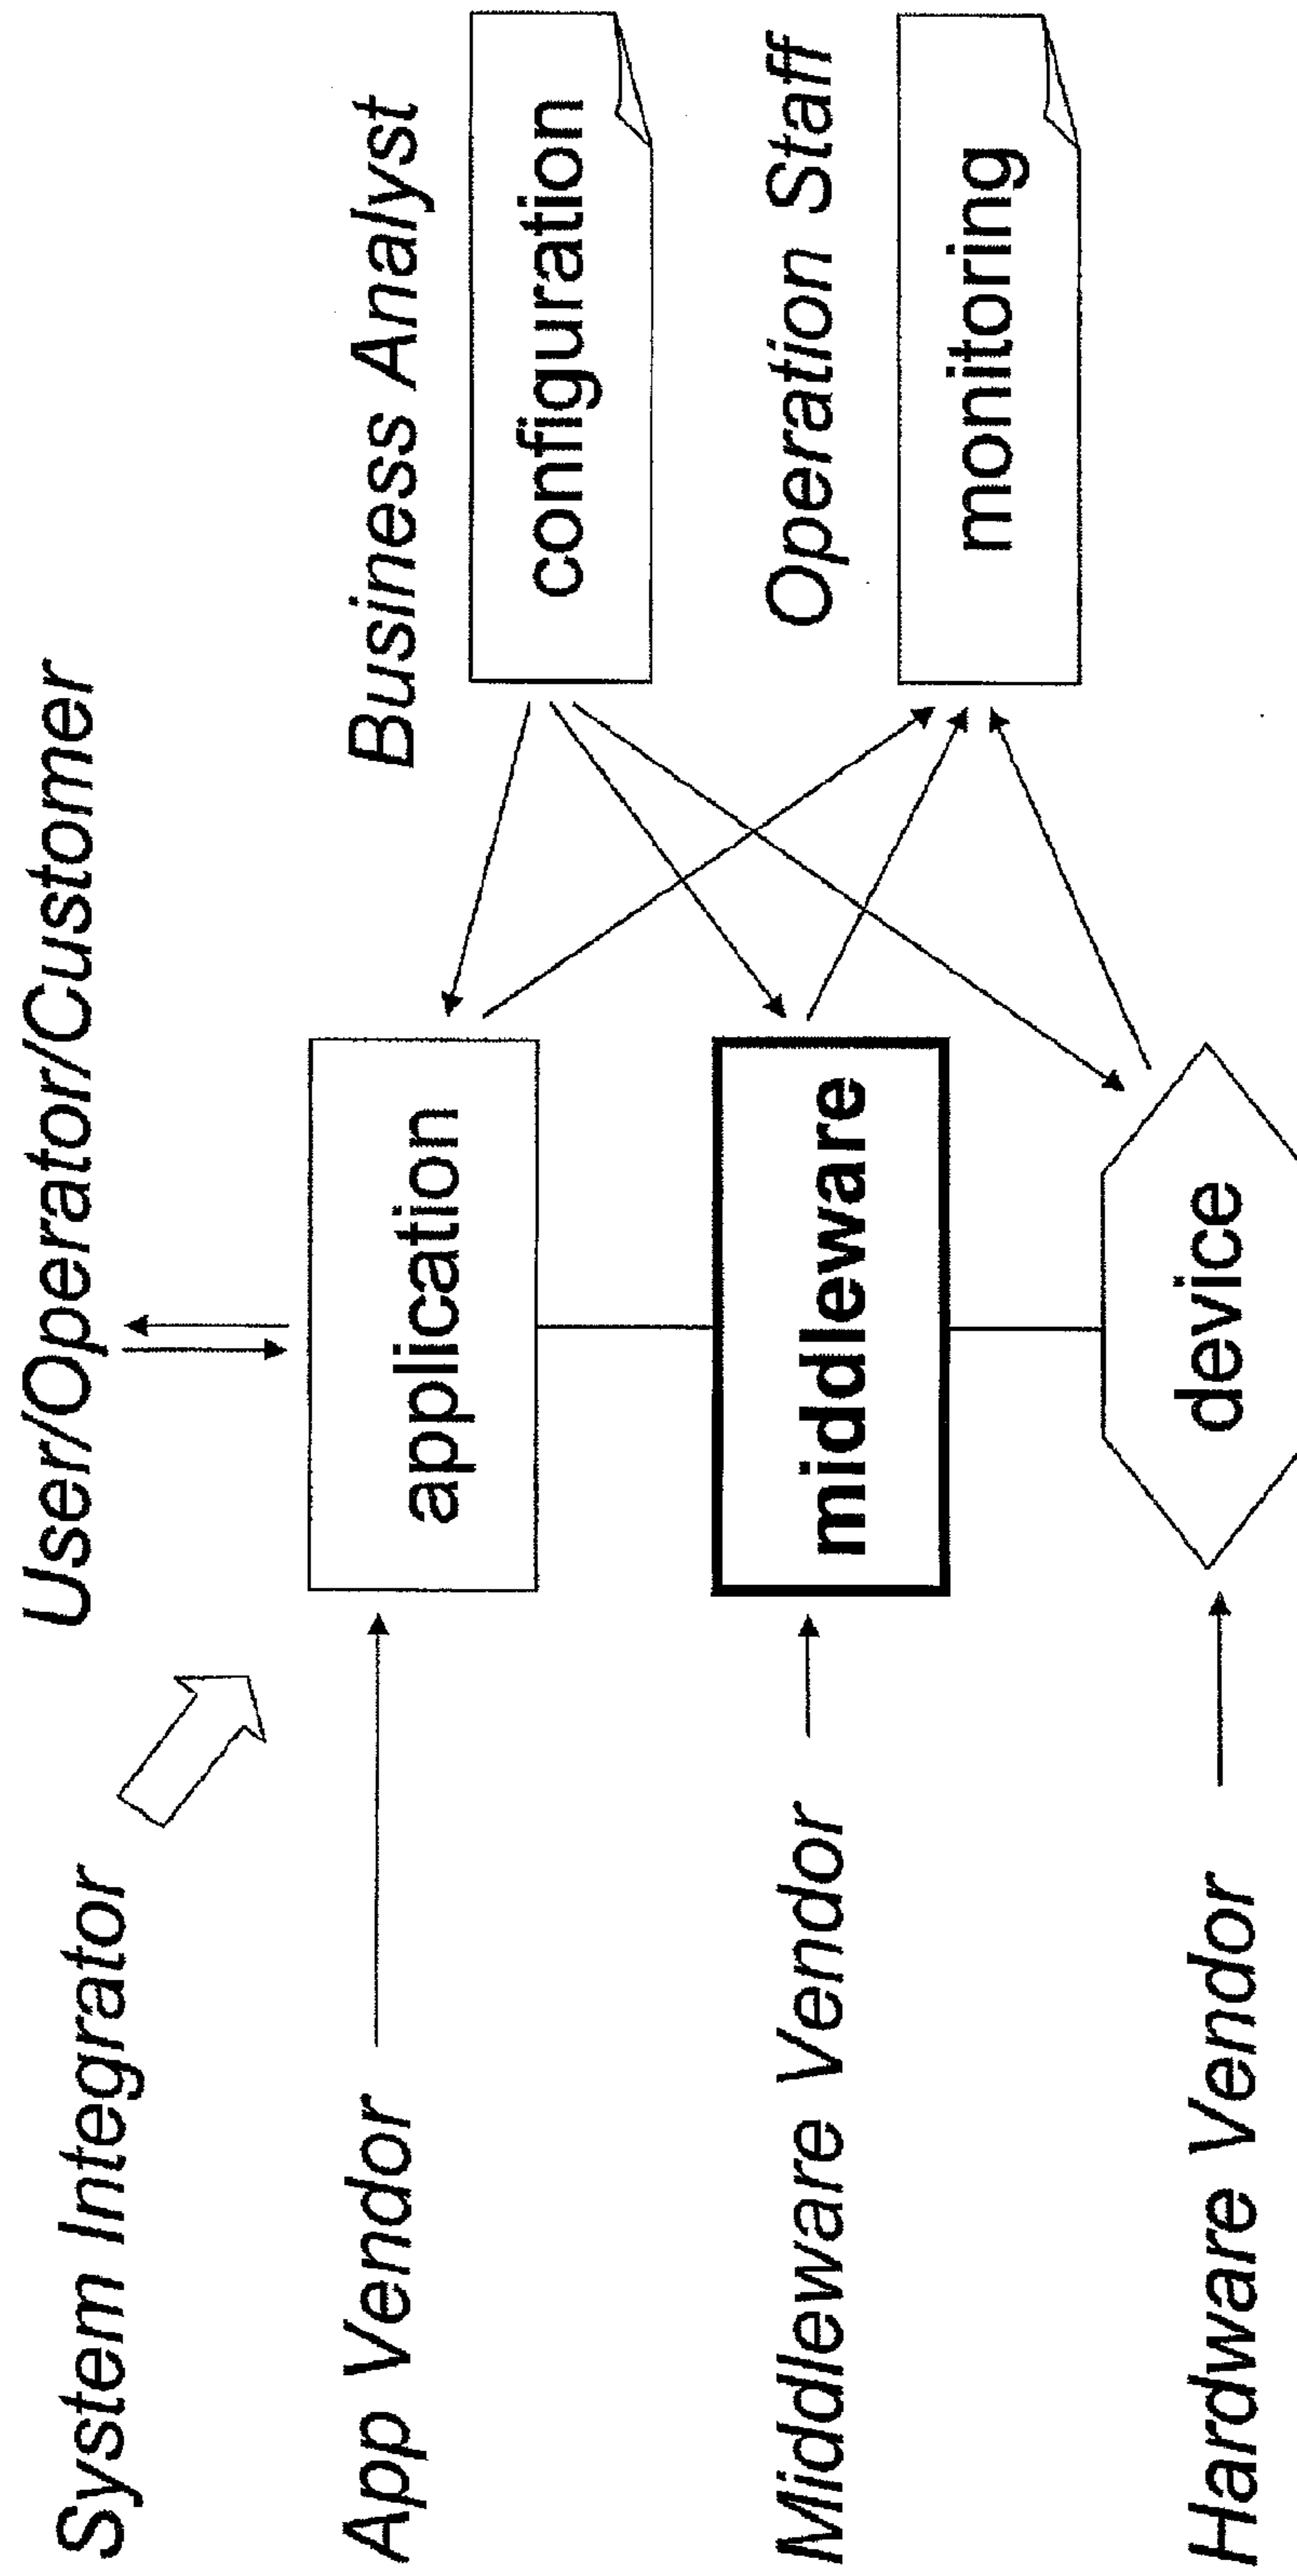 User/Operator/Customer
System Integrator
Business Analyst
App Vendor
application
configuration
Operation Staff
Middleware Vendor
middleware
monitoring
Hardware Vendor
device